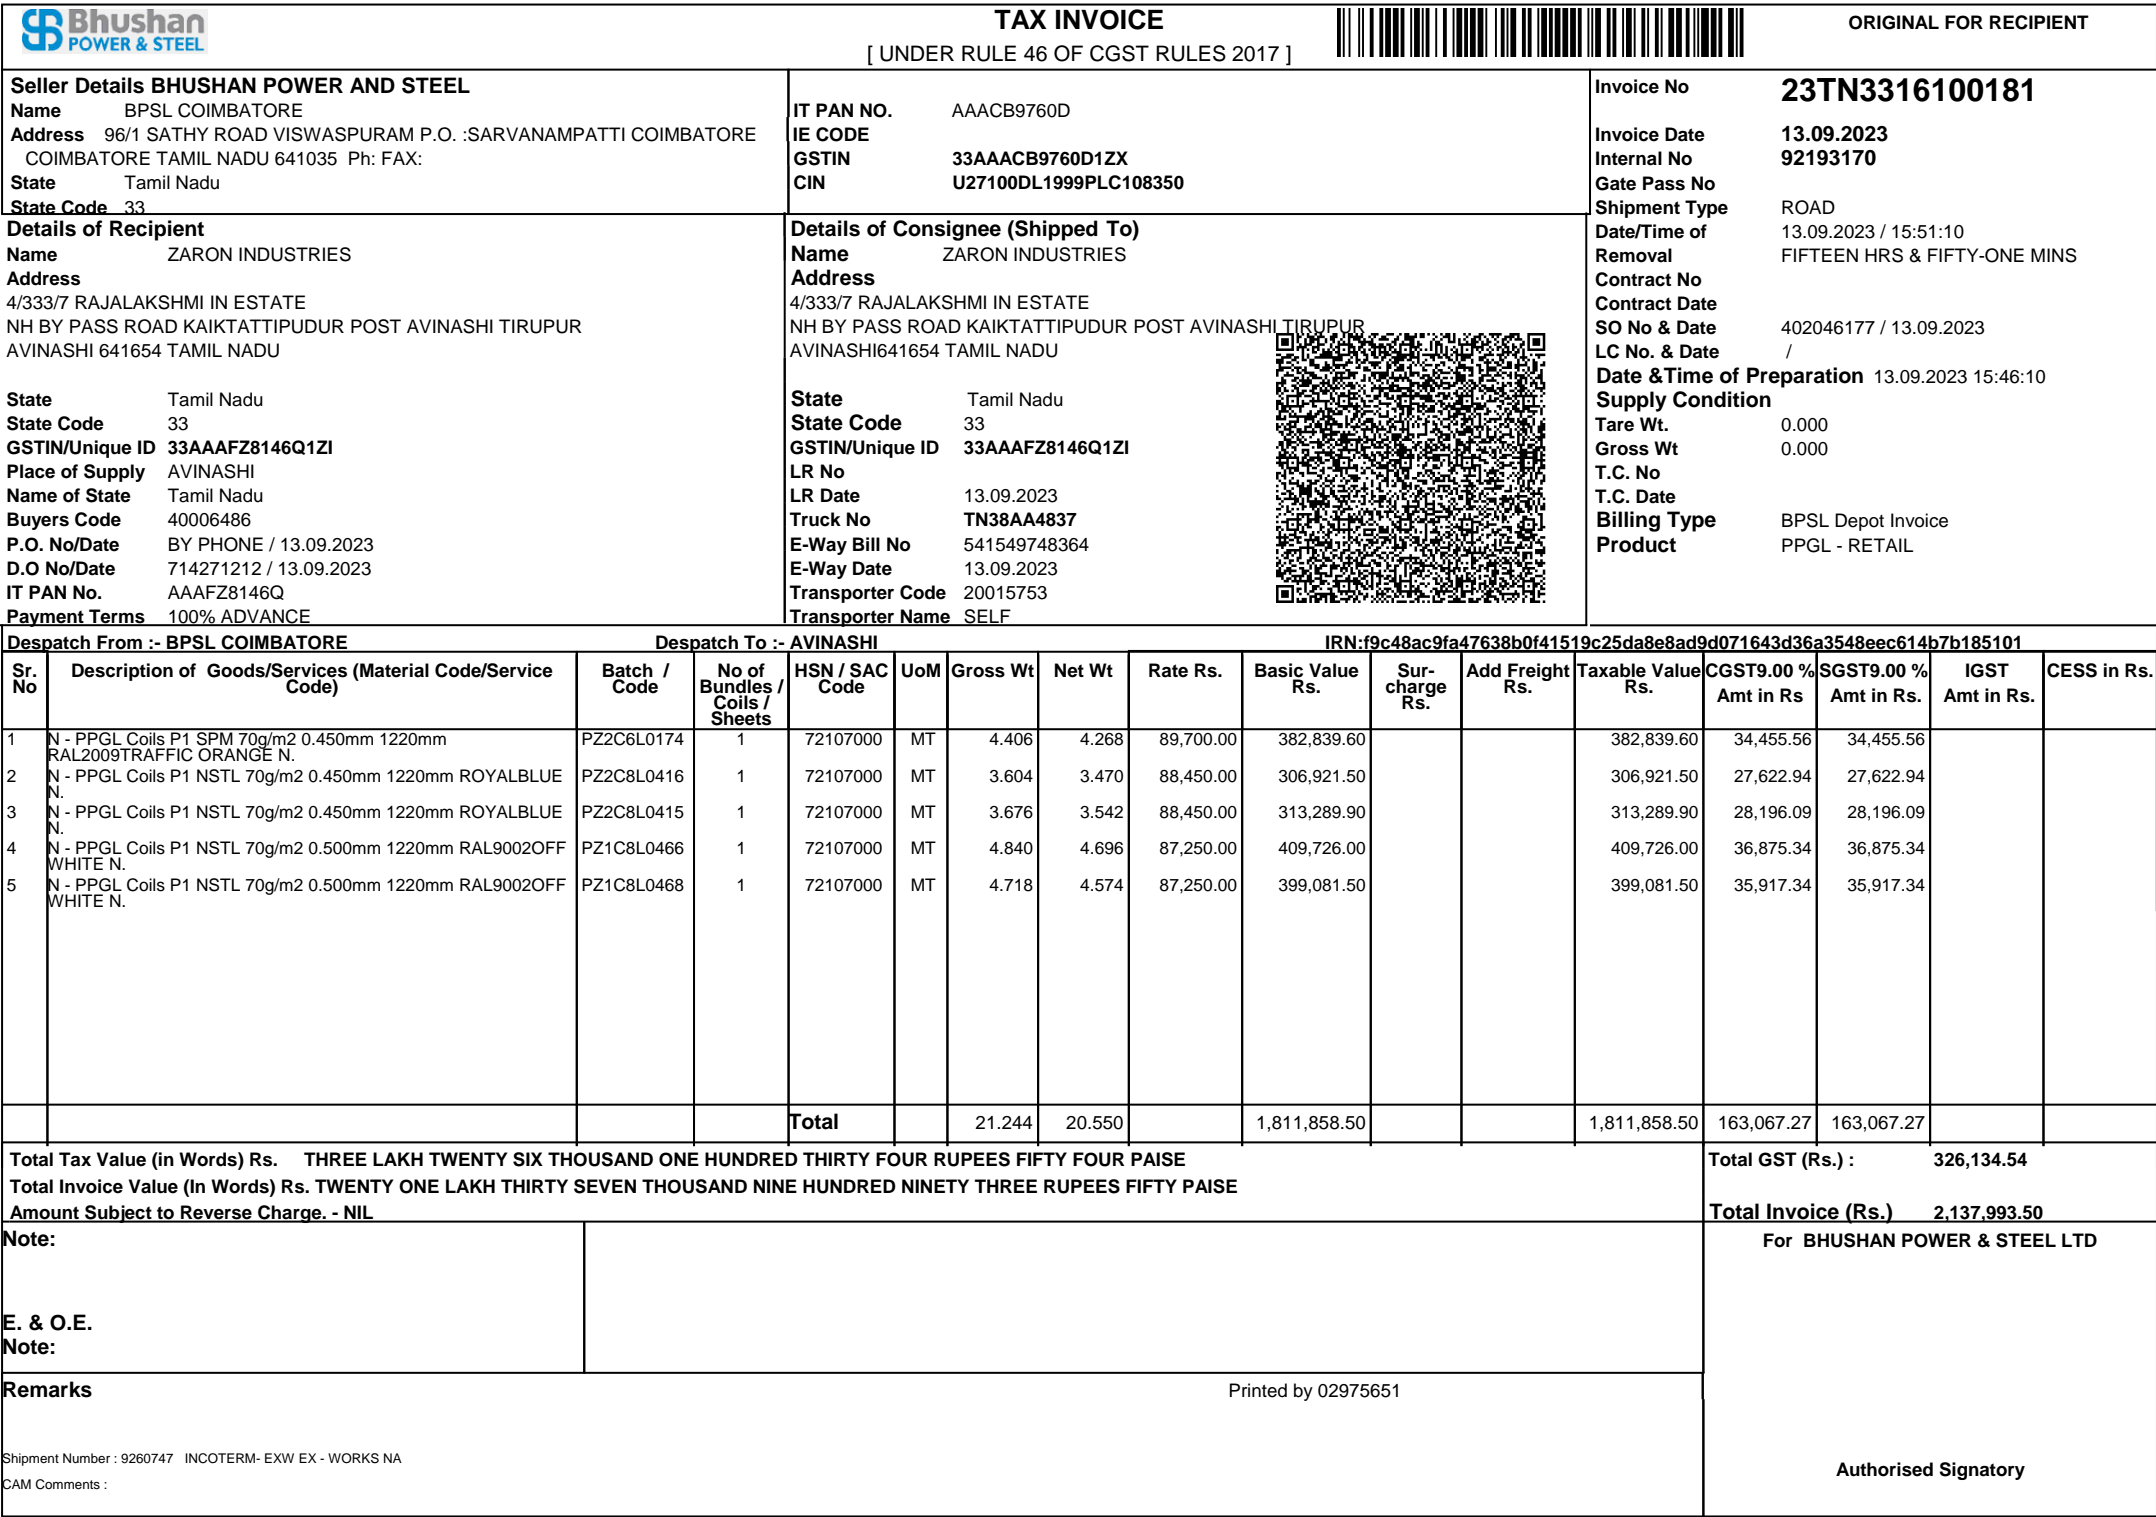 Bhushan
POWER & STEEL
TAX INVOICE
[ UNDER RULE 46 OF CGST RULES 2017 ]
ORIGINAL FOR RECIPIENT
Seller Details BHUSHAN POWER AND STEEL
Name BPSL COIMBATORE
Address 96/1 SATHY ROAD VISWASPURAM P.O. :SARVANAMPATTI COIMBATORE
COIMBATORE TAMIL NADU 641035 Ph: FAX:
State Tamil Nadu
State Code 33
IT PAN NO. AAACB9760D
IE CODE
GSTIN 33AAACB9760D1ZX
CIN U27100DL1999PLC108350
Invoice No 23TN3316100181
Invoice Date 13.09.2023
Internal No 92193170
Gate Pass No
Shipment Type ROAD
Date/Time of 13.09.2023 / 15:51:10
Removal FIFTEEN HRS & FIFTY-ONE MINS
Contract No
Contract Date
SO No & Date 402046177 / 13.09.2023
LC No. & Date /
Date &Time of Preparation 13.09.2023 15:46:10
Supply Condition
Tare Wt. 0.000
Gross Wt 0.000
T.C. No
T.C. Date
Billing Type BPSL Depot Invoice
Product PPGL - RETAIL
Details of Recipient
Name ZARON INDUSTRIES
Address
4/333/7 RAJALAKSHMI IN ESTATE
NH BY PASS ROAD KAIKTATTIPUDUR POST AVINASHI TIRUPUR
AVINASHI 641654 TAMIL NADU
State Tamil Nadu
State Code 33
GSTIN/Unique ID 33AAAFZ8146Q1ZI
Place of Supply AVINASHI
Name of State Tamil Nadu
Buyers Code 40006486
P.O. No/Date BY PHONE / 13.09.2023
D.O No/Date 714271212 / 13.09.2023
IT PAN No. AAAFZ8146Q
Payment Terms 100% ADVANCE
Details of Consignee (Shipped To)
Name ZARON INDUSTRIES
Address
4/333/7 RAJALAKSHMI IN ESTATE
NH BY PASS ROAD KAIKTATTIPUDUR POST AVINASHI TIRUPUR
AVINASHI641654 TAMIL NADU
State Tamil Nadu
State Code 33
GSTIN/Unique ID 33AAAFZ8146Q1ZI
LR No
LR Date 13.09.2023
Truck No TN38AA4837
E-Way Bill No 541549748364
E-Way Date 13.09.2023
Transporter Code 20015753
Transporter Name SELF
Despatch From :- BPSL COIMBATORE Despatch To :- AVINASHI IRN:f9c48ac9fa47638b0f41519c25da8e8ad9d071643d36a3548eec614b7b185101
Sr. No Description of Goods/Services (Material Code/Service Code) Batch / Code No of Bundles / Coils / Sheets HSN / SAC Code UoM Gross Wt Net Wt Rate Rs. Basic Value Rs. Sur-charge Rs. Add Freight Rs. Taxable Value Rs. CGST9.00 % Amt in Rs SGST9.00 % Amt in Rs. IGST Amt in Rs. CESS in Rs.
1 N - PPGL Coils P1 SPM 70g/m2 0.450mm 1220mm PZ2C6L0174 1 72107000 MT 4.406 4.268 89,700.00 382,839.60 382,839.60 34,455.56 34,455.56
RAL2009TRAFFIC ORANGE N.
2 N - PPGL Coils P1 NSTL 70g/m2 0.450mm 1220mm ROYALBLUE PZ2C8L0416 1 72107000 MT 3.604 3.470 88,450.00 306,921.50 306,921.50 27,622.94 27,622.94
N.
3 N - PPGL Coils P1 NSTL 70g/m2 0.450mm 1220mm ROYALBLUE PZ2C8L0415 1 72107000 MT 3.676 3.542 88,450.00 313,289.90 313,289.90 28,196.09 28,196.09
N.
4 N - PPGL Coils P1 NSTL 70g/m2 0.500mm 1220mm RAL9002OFF PZ1C8L0466 1 72107000 MT 4.840 4.696 87,250.00 409,726.00 409,726.00 36,875.34 36,875.34
WHITE N.
5 N - PPGL Coils P1 NSTL 70g/m2 0.500mm 1220mm RAL9002OFF PZ1C8L0468 1 72107000 MT 4.718 4.574 87,250.00 399,081.50 399,081.50 35,917.34 35,917.34
WHITE N.
Total 21.244 20.550 1,811,858.50 1,811,858.50 163,067.27 163,067.27
Total Tax Value (in Words) Rs. THREE LAKH TWENTY SIX THOUSAND ONE HUNDRED THIRTY FOUR RUPEES FIFTY FOUR PAISE
Total GST (Rs.) : 326,134.54
Total Invoice Value (In Words) Rs. TWENTY ONE LAKH THIRTY SEVEN THOUSAND NINE HUNDRED NINETY THREE RUPEES FIFTY PAISE
Amount Subject to Reverse Charge. - NIL
Total Invoice (Rs.) 2,137,993.50
Note:
For BHUSHAN POWER & STEEL LTD
E. & O.E.
Note:
Remarks
Printed by 02975651
Shipment Number : 9260747 INCOTERM- EXW EX - WORKS NA
CAM Comments :
Authorised Signatory